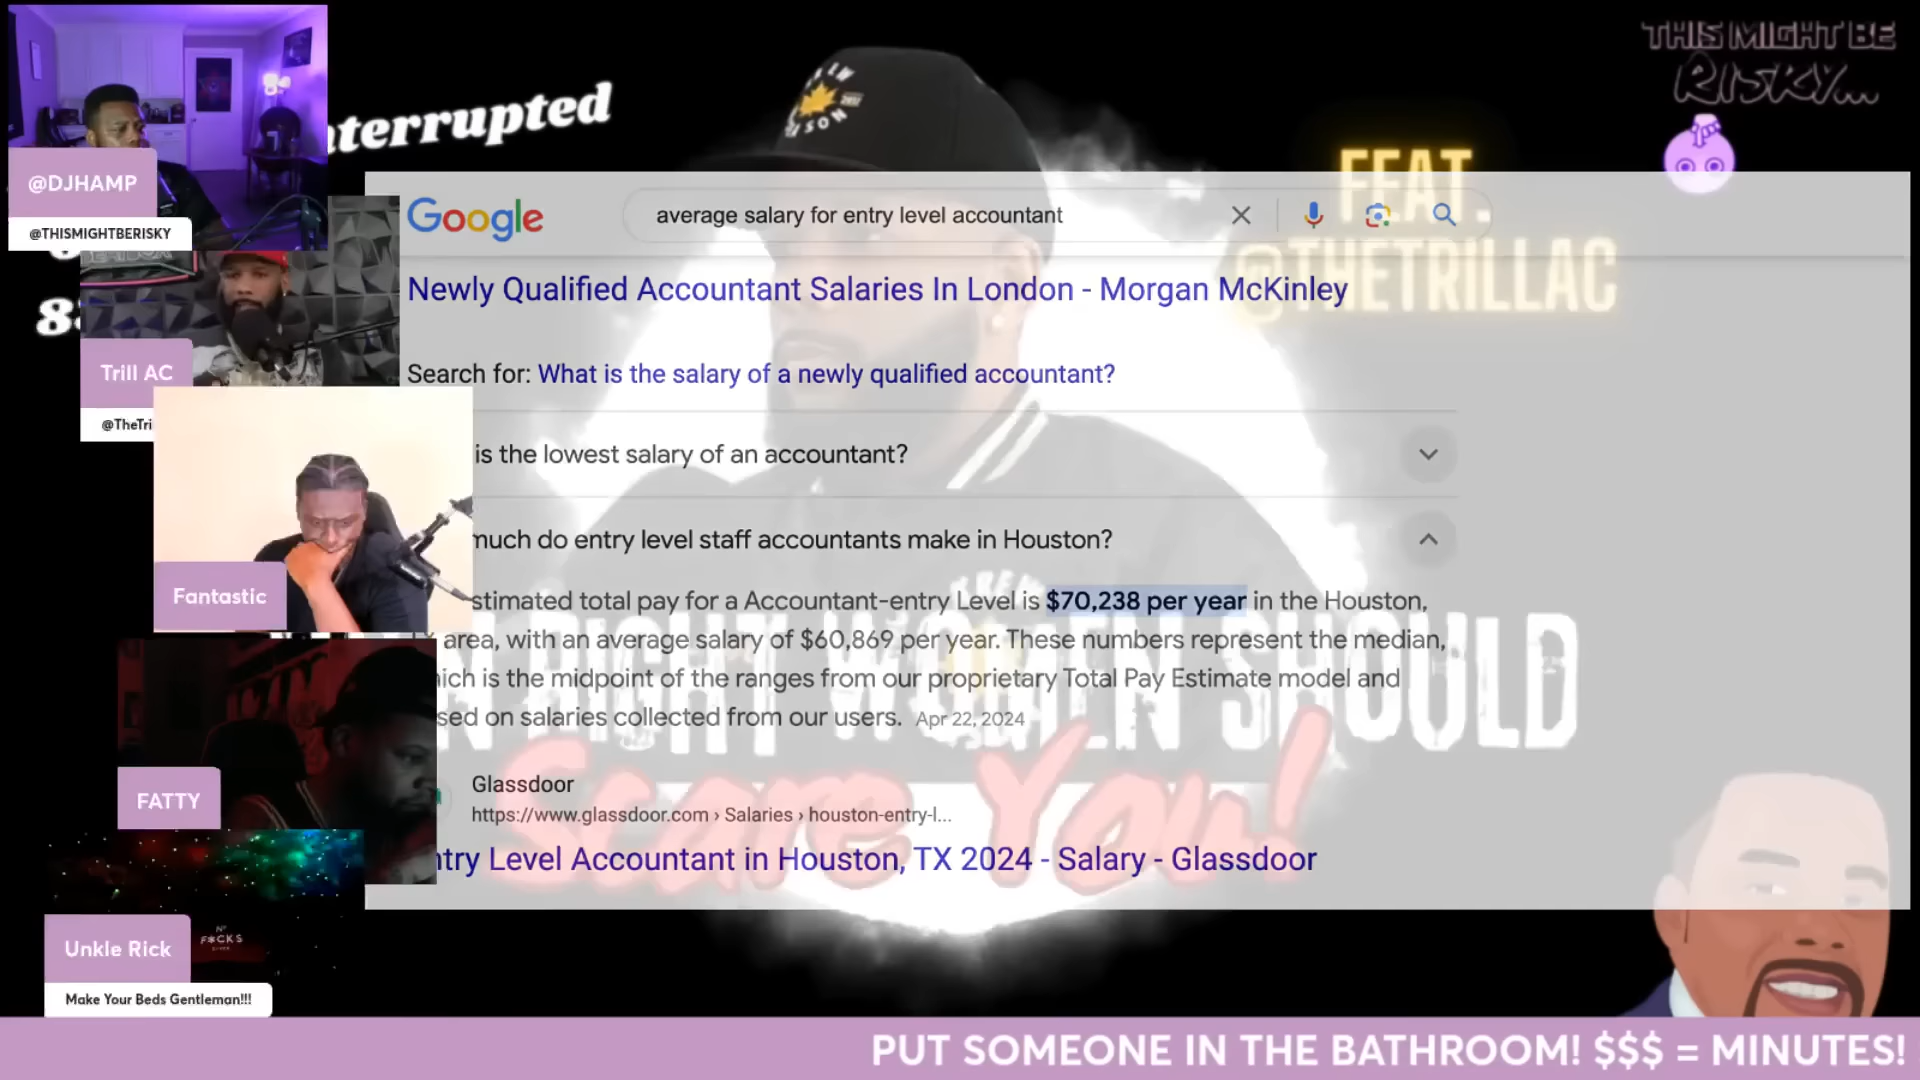 THIS MIGHT BE
RISKY...
nterrupted
@DJHAMP
@THISMIGHTBERISKY
FEAT.
@THETRILLAC
Google
average salary for entry level accountant
Newly Qualified Accountant Salaries In London - Morgan McKinley
Search for: What is the salary of a newly qualified accountant?
Trill AC
@TheTri
is the lowest salary of an accountant?
much do entry level staff accountants make in Houston?
stimated total pay for a Accountant-entry Level is $70,238 per year in the Houston,
area, with an average salary of $60,869 per year. These numbers represent the median,
ich is the midpoint of the ranges from our proprietary Total Pay Estimate model and
sed on salaries collected from our users. Apr 22, 2024
Fantastic
N RIGHT WOMEN SHOULD
Scare You!
Glassdoor
https://www.glassdoor.com › Salaries › houston-entry-l...
ntry Level Accountant in Houston, TX 2024 - Salary - Glassdoor
FATTY
Unkle Rick
F*CKS
Make Your Beds Gentleman!!!
PUT SOMEONE IN THE BATHROOM! $$$ = MINUTES!